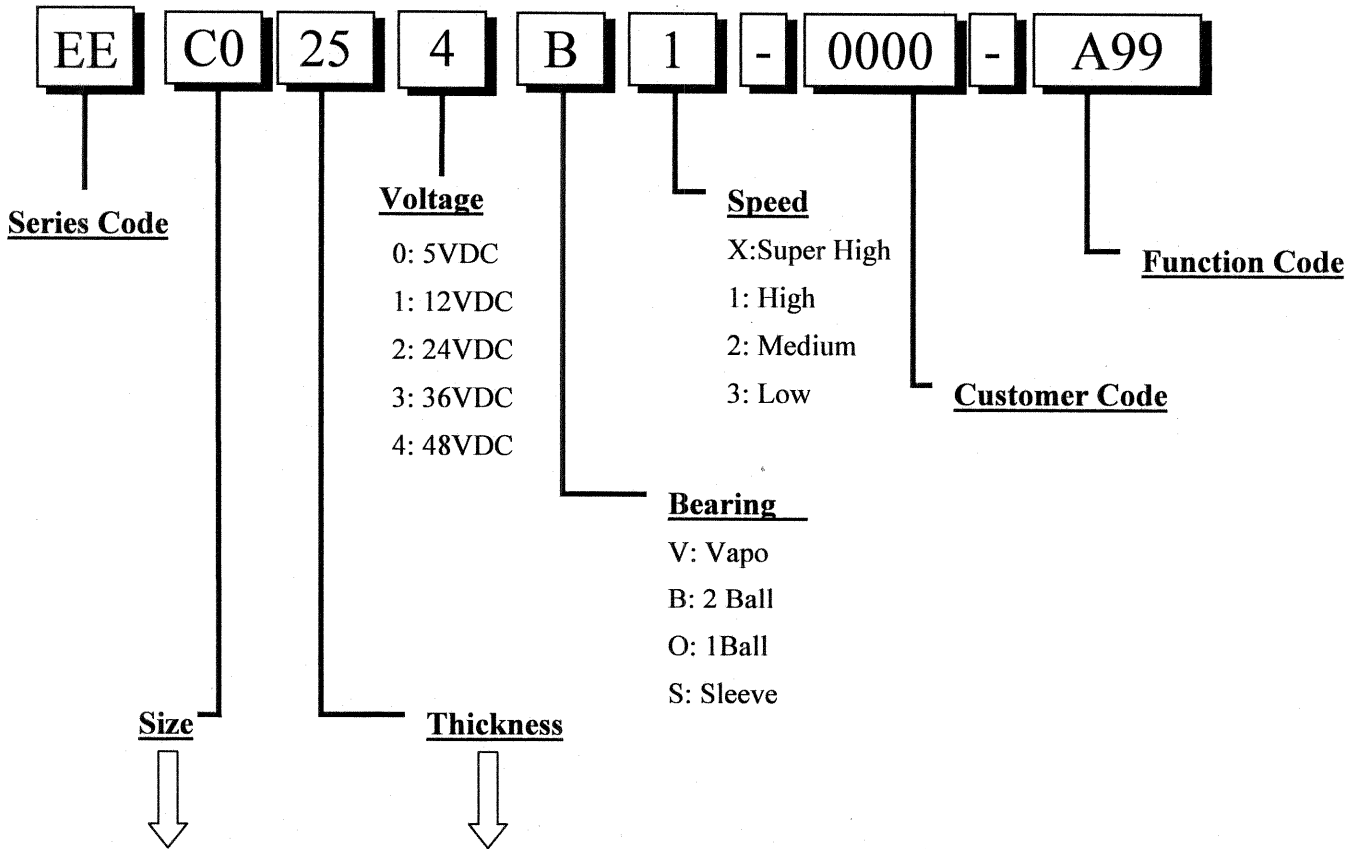 EE C0 25 4 B 1 - 0000 - A99
Series Code
Voltage
0: 5VDC
1: 12VDC
2: 24VDC
3: 36VDC
4: 48VDC
Speed
X:Super High
1: High
2: Medium
3: Low
Function Code
Customer Code
Bearing
V: Vapo
B: 2 Ball
O: 1Ball
S: Sleeve
Size
Thickness